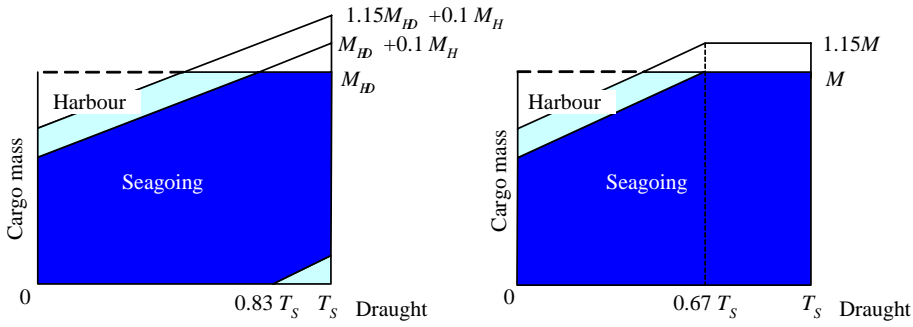 1.15M_HD +0.1 M_H
M_HD +0.1 M_H
M_HD
Harbour
Seagoing
Cargo mass
0
0.83 T_S
T_S
Draught
1.15M
M
Harbour
Seagoing
Cargo mass
0
0.67 T_S
T_S
Draught